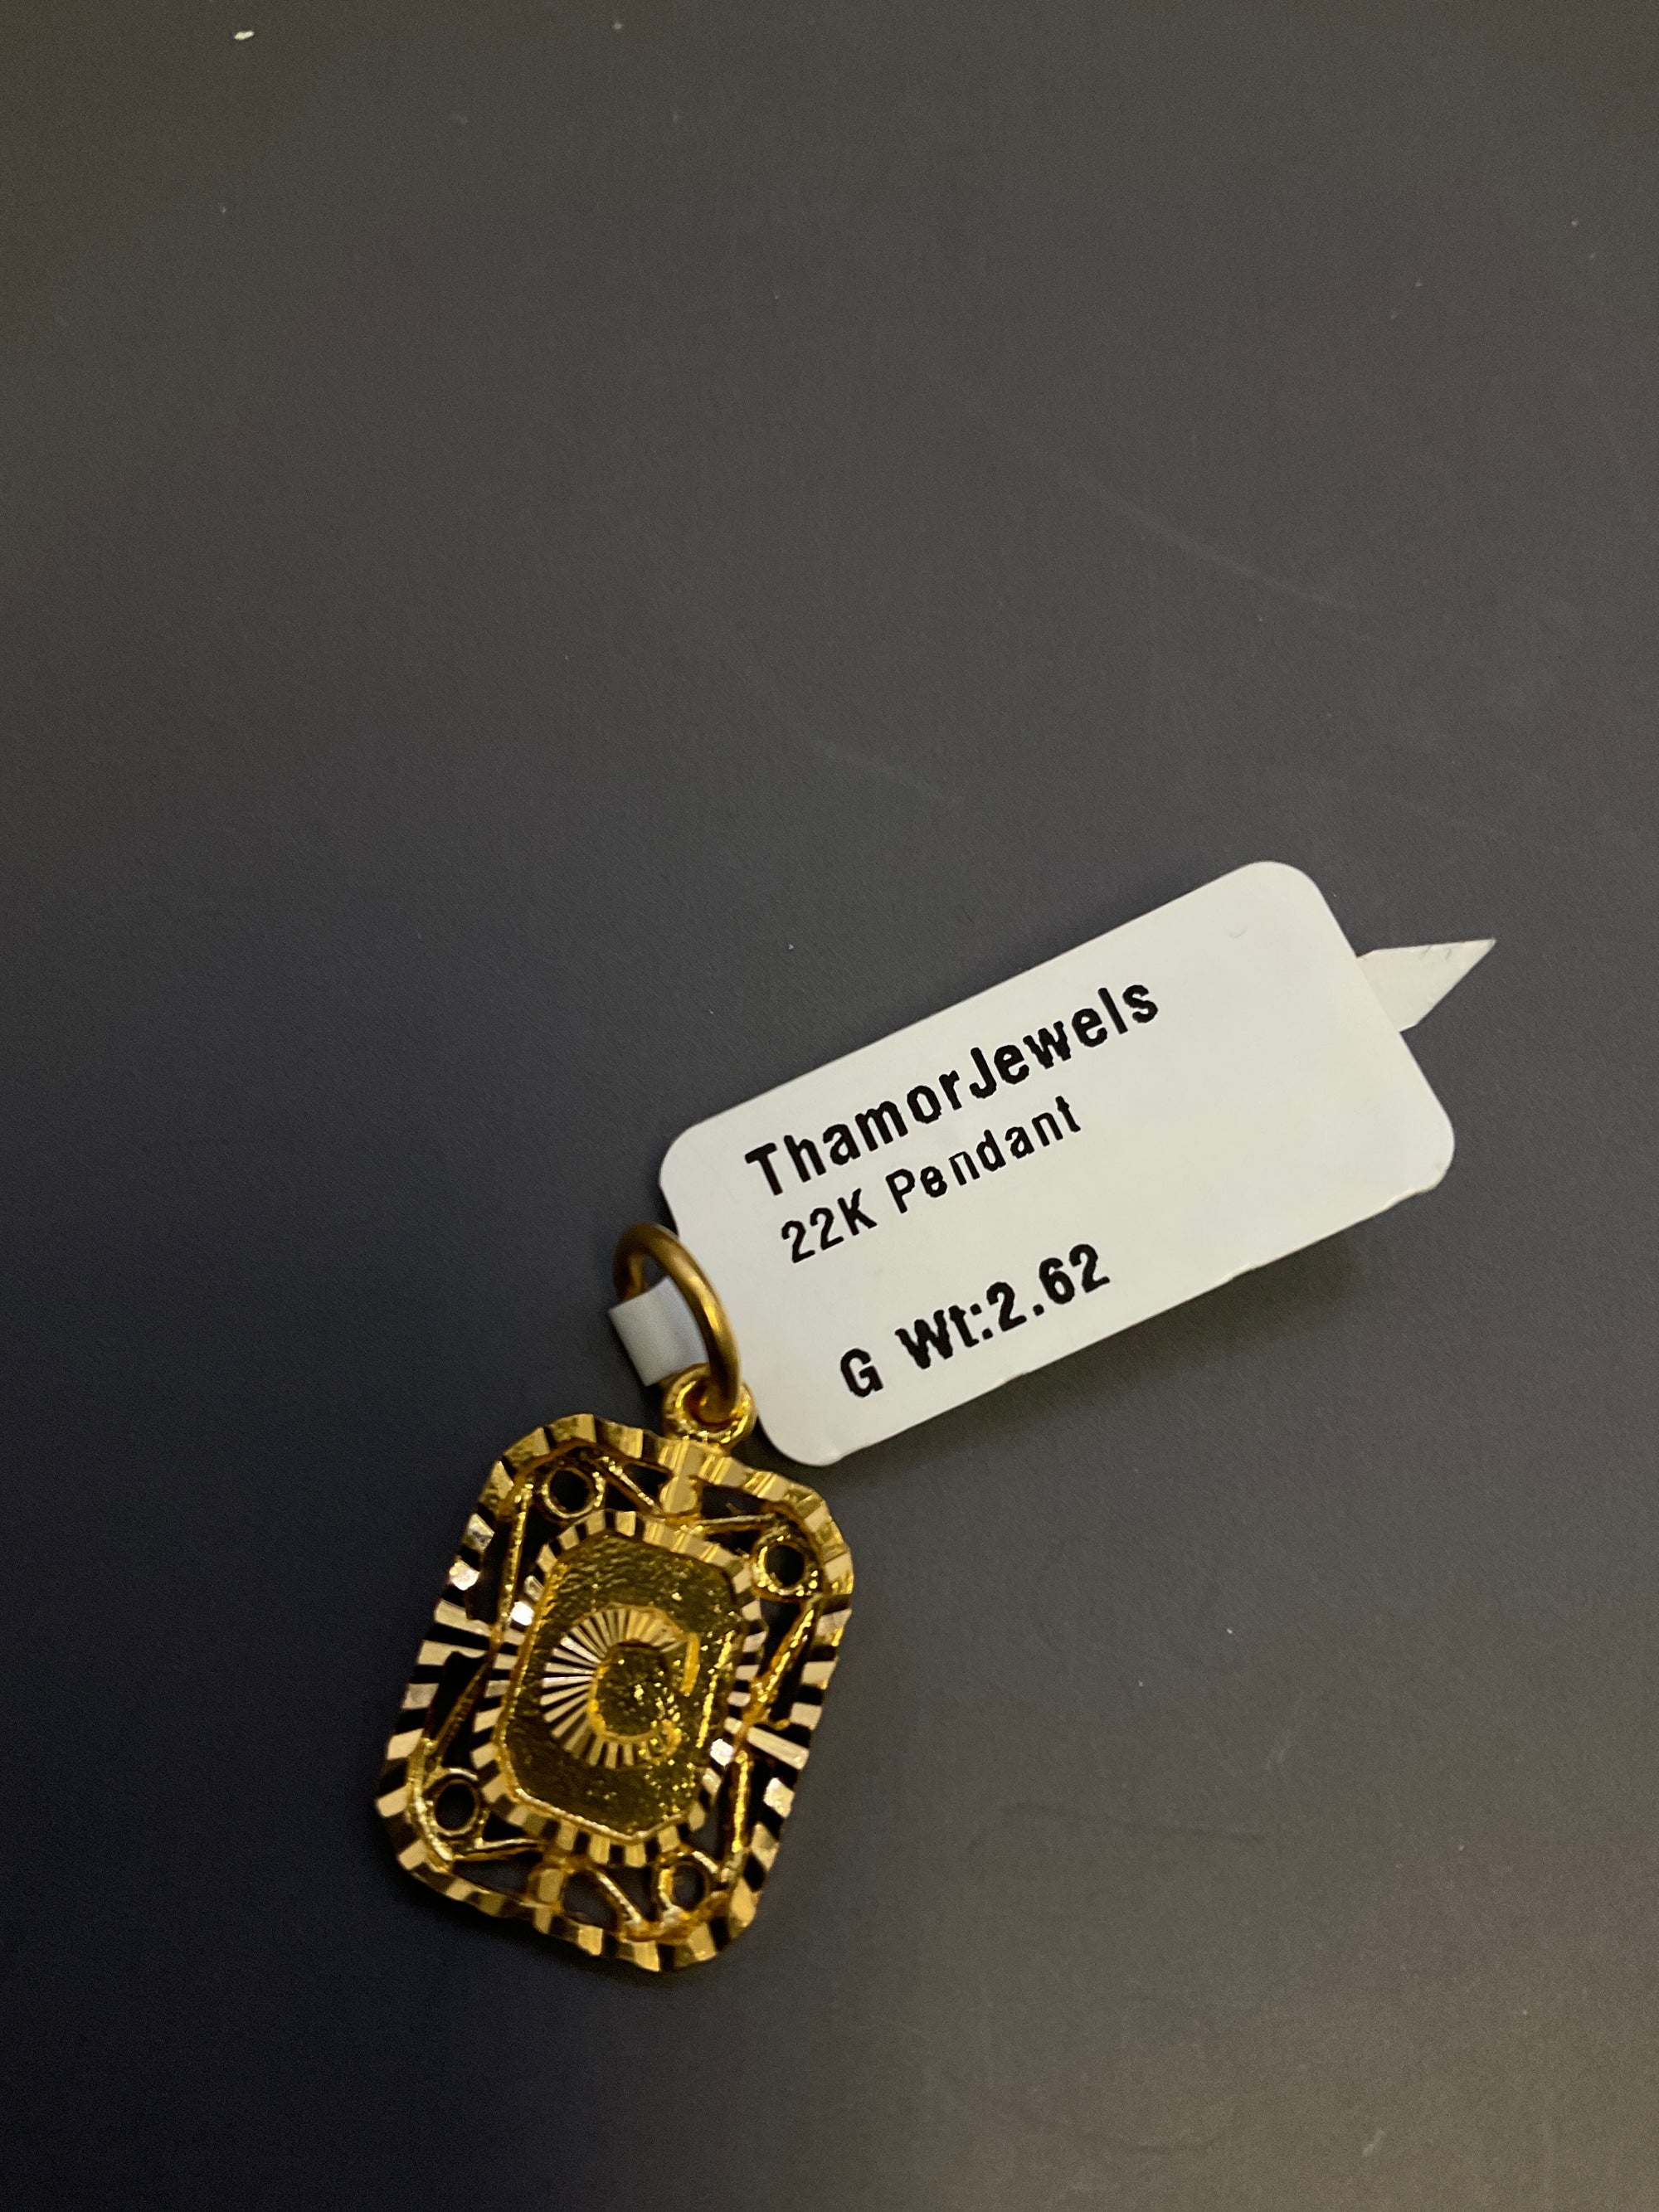 ThamorJewels
22K Pendant
G Wt:2.62
C